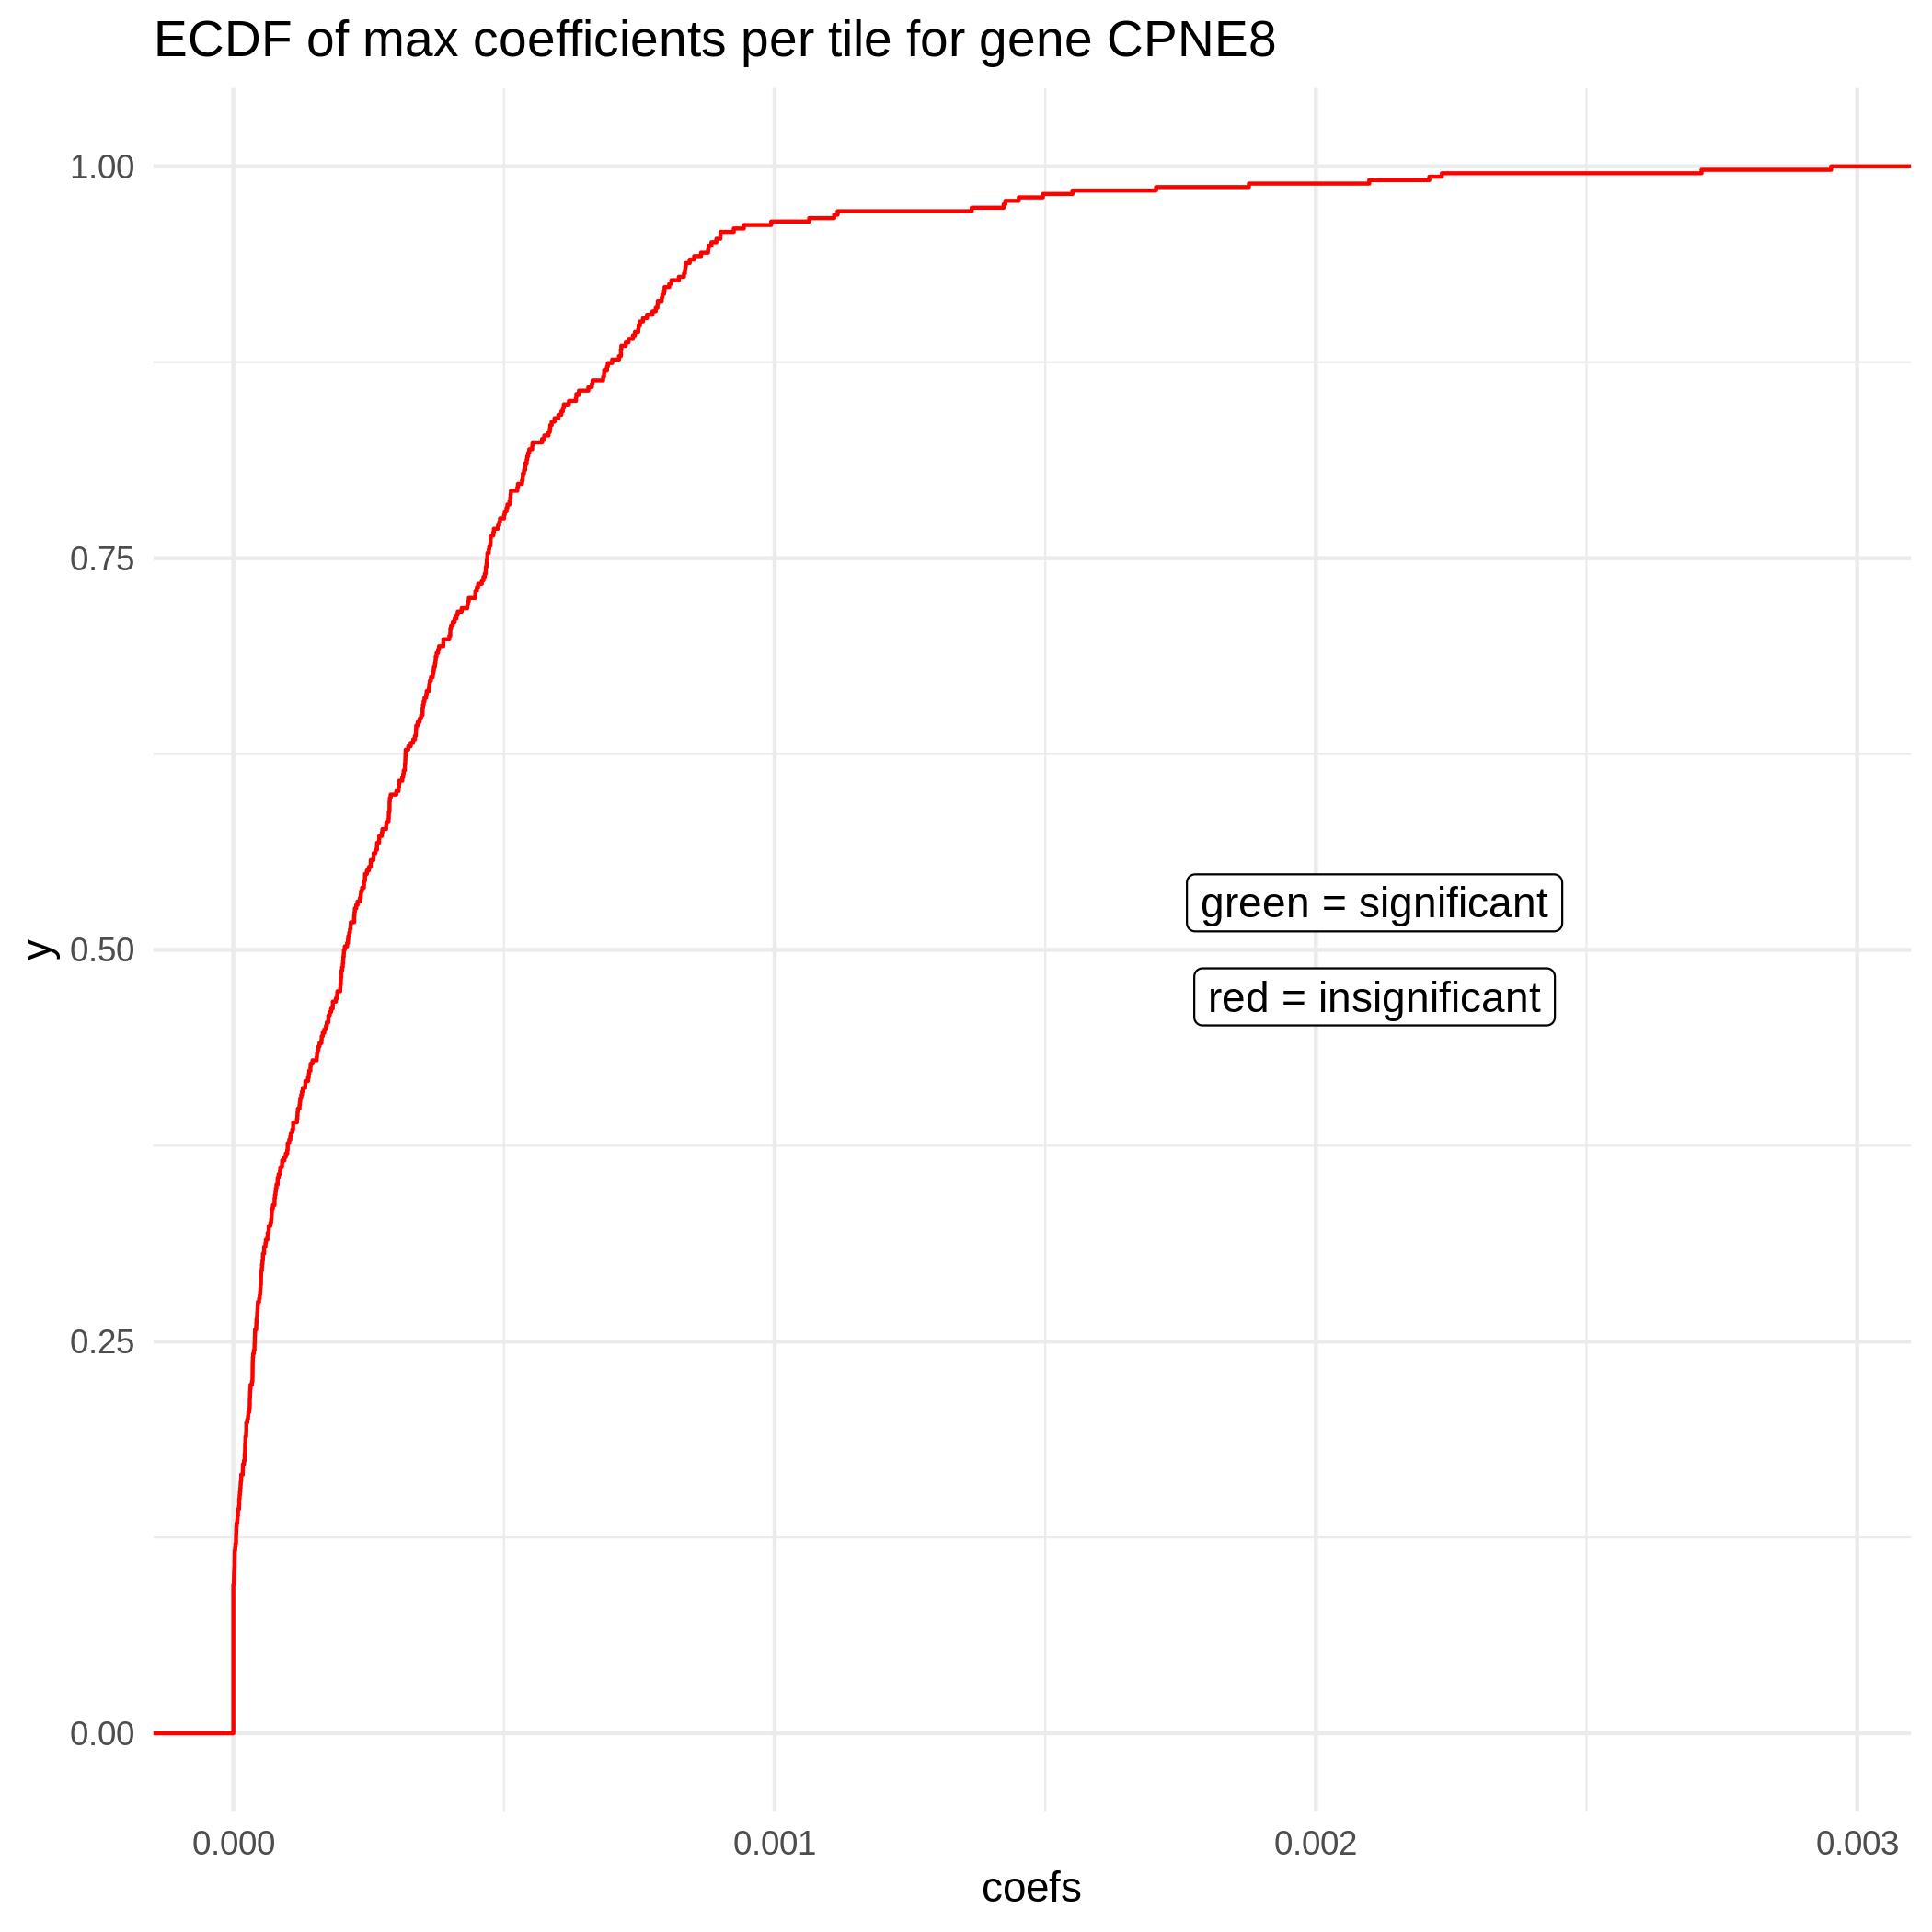 ECDF of max coefficients per tile for gene CPNE8
1.00
0.75
0.50
0.25
0.00
y
green = significant
red = insignificant
0.000
0.001
0.002
0.003
coefs